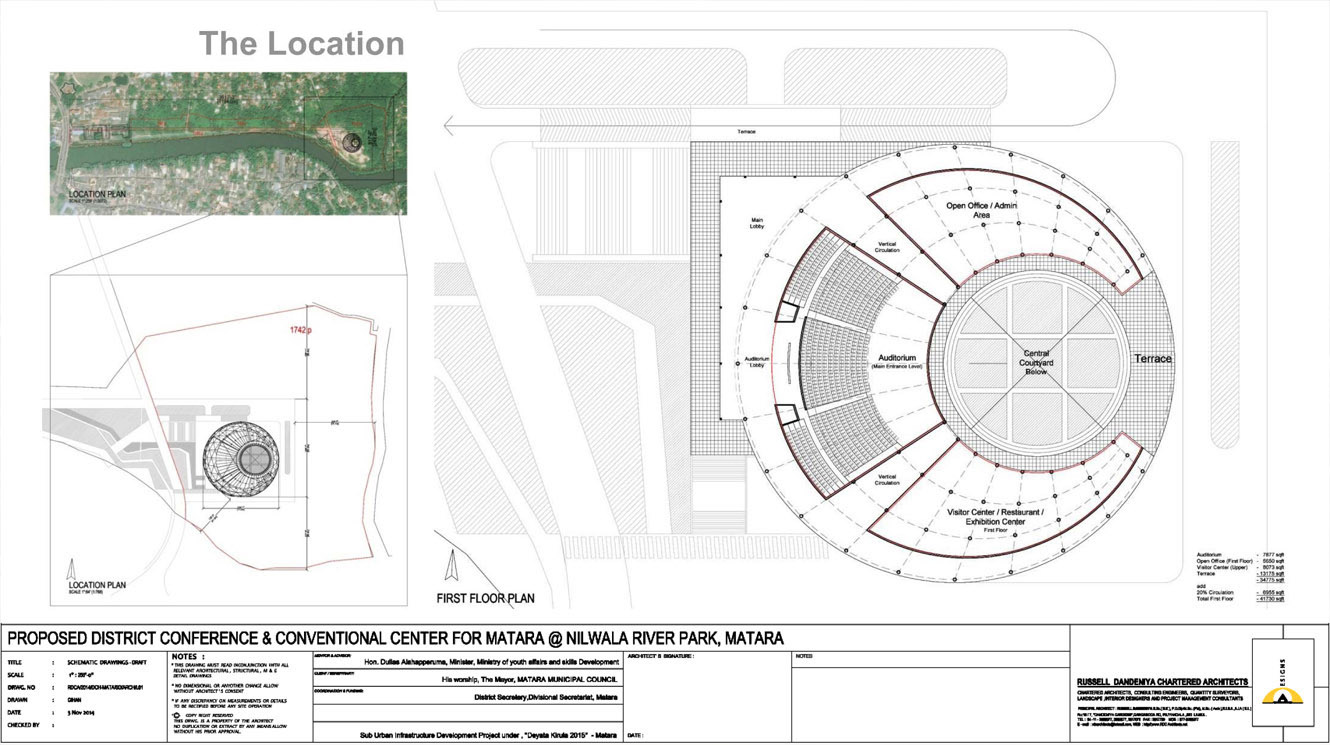 The Location
LOCATION PLAN
1742 p
LOCATION PLAN
Terrace
Main
Lobby
Open Office / Admin
Area
Vertical
Circulation
Auditorium
Lobby
Auditorium
(Main Entrance Level)
Central
Courtyard
Below
Terrace
Vertical
Circulation
Visitor Center / Restaurant /
Exhibition Center
First Floor
FIRST FLOOR PLAN
Auditorium - 7877 sqft
Open Office (First Floor) - 5650 sqft
Visitor Center (Upper) - 8073 sqft
Terrace - 13175 sqft
- 34775 sqft
add
20% Circulation - 6955 sqft
Total First Floor - 41730 sqft
PROPOSED DISTRICT CONFERENCE & CONVENTIONAL CENTER FOR MATARA @ NILWALA RIVER PARK, MATARA
TITLE : SCHEMATIC DRAWINGS - DRAFT
SCALE :
DRWG. NO :
DRAWN :
DATE : 3 Nov 2014
CHECKED BY :
NOTES :
* THIS DRAWING MUST READ INCONJUNCTION WITH ALL
RELEVANT ARCHITECTURAL, STRUCTURAL, M & E
DETAIL DRAWINGS
* NO DIMENSIONAL OR ANYOTHER CHANGE ALLOW
WITHOUT ARCHITECT'S CONSENT
* IF ANY DISCREPANCY ON MEASUREMENTS OR DETAILS
TO BE RECTIFIED BEFORE ANY SITE OPERATION
* © COPY RIGHT RESERVED
THIS DRWG. IS A PROPERTY OF THE ARCHITECT
NO DUPLICATION OR EXTRACT BY ANY MEANS ALLOW
WITHOUT HIS PRIOR APPROVAL.
Hon. Dullas Alahapperuma, Minister, Ministry of youth affairs and skills Development
His worship, The Mayor, MATARA MUNICIPAL COUNCIL
District Secretary,Divisional Secretariat, Matara
Sub Urban Infrastructure Development Project under , "Deyata Kirula 2015" - Matara
ARCHITECT'S SIGNATURE :
DATE :
NOTES
RUSSELL DANDENIYA CHARTERED ARCHITECTS
CHARTERED ARCHITECTS, CONSULTING ENGINEERS, QUANTITY SURVEYORS,
LANDSCAPE ,INTERIOR DESIGNERS AND PROJECT MANAGEMENT CONSULTANTS